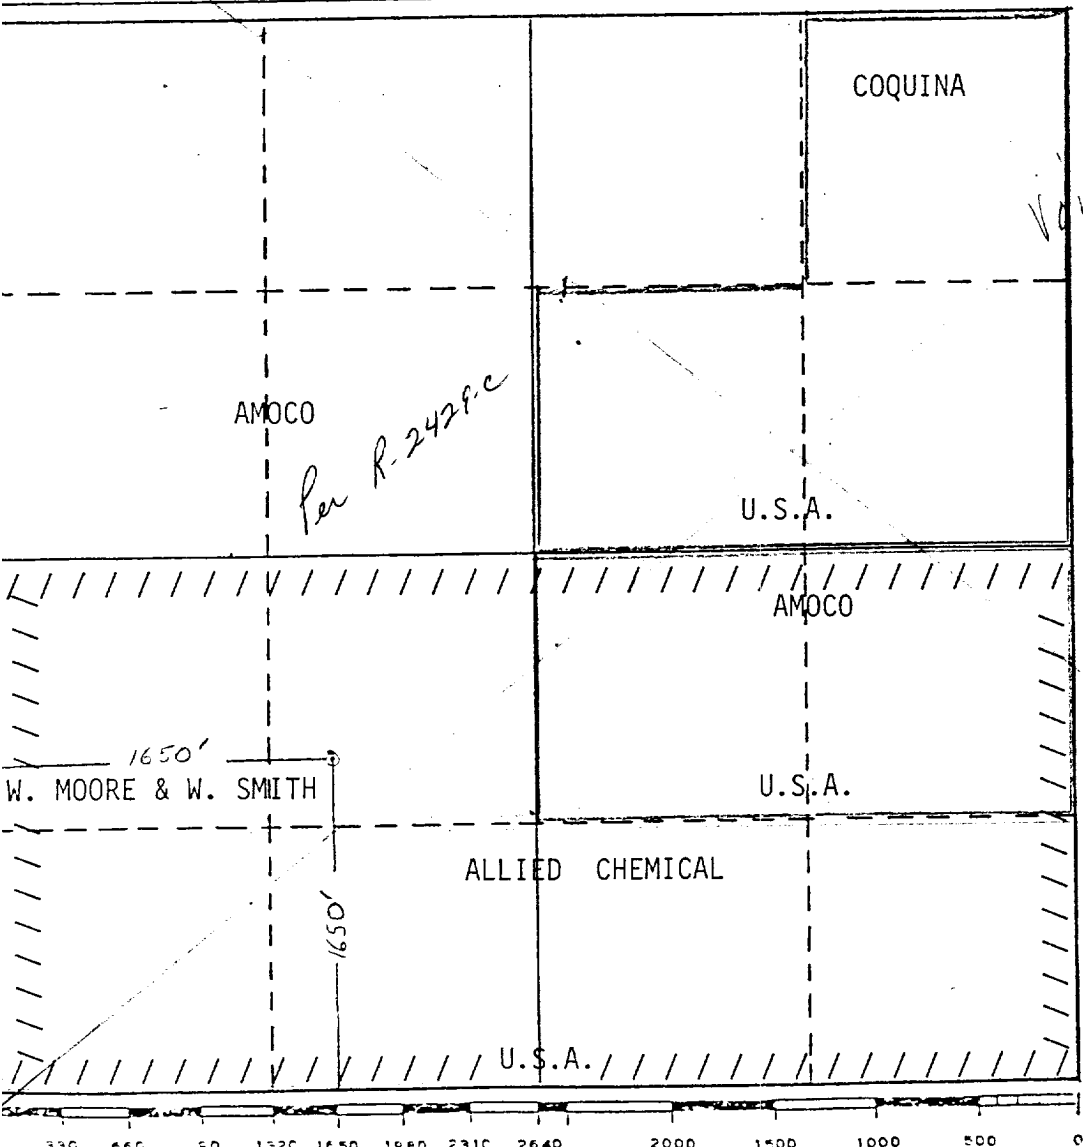 COQUINA
AMOCO
Per R-2429-C
U.S.A.
AMOCO
1650'
W. MOORE & W. SMITH
U.S.A.
ALLIED CHEMICAL
1650'
U.S.A.
330 660 90 1320 1650 1980 2310 2640 2000 1500 1000 500 0